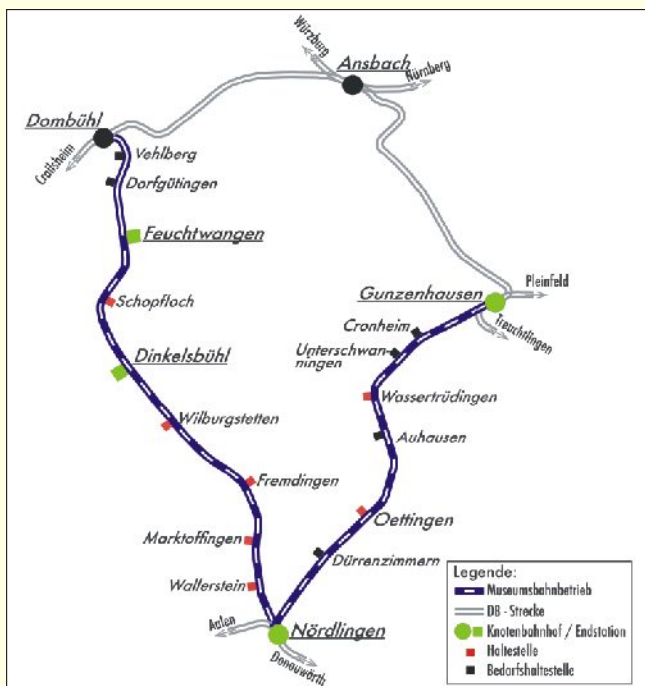 Würzburg
Ansbach
Nürnberg
Dombühl
Crailsheim
Vehlberg
Dorfgütingen
Feuchtwangen
Pleinfeld
Gunzenhausen
Schopfloch
Treuchtlingen
Cronheim
Unterschwan-
ningen
Dinkelsbühl
Wassertrüdingen
Wilburgstetten
Auhausen
Fremdingen
Oettingen
Marktoffingen
Dürrenzimmern
Wallerstein
Aalen
Nördlingen
Donauwörth
Legende:
Museumsbahnbetrieb
DB - Strecke
Knotenbahnhof / Endstation
Haltestelle
Bedarfshaltestelle